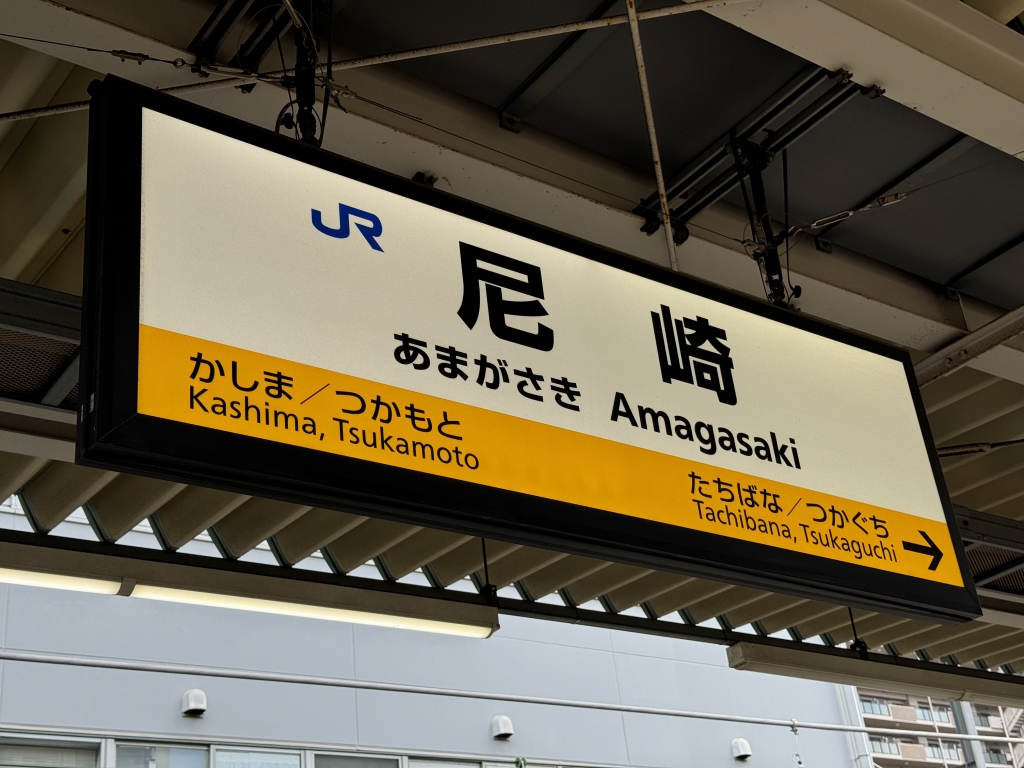 JR
尼崎
あまがさき Amagasaki
かしま／つかもと
Kashima, Tsukamoto
たちばな／つかぐち
Tachibana, Tsukaguchi →